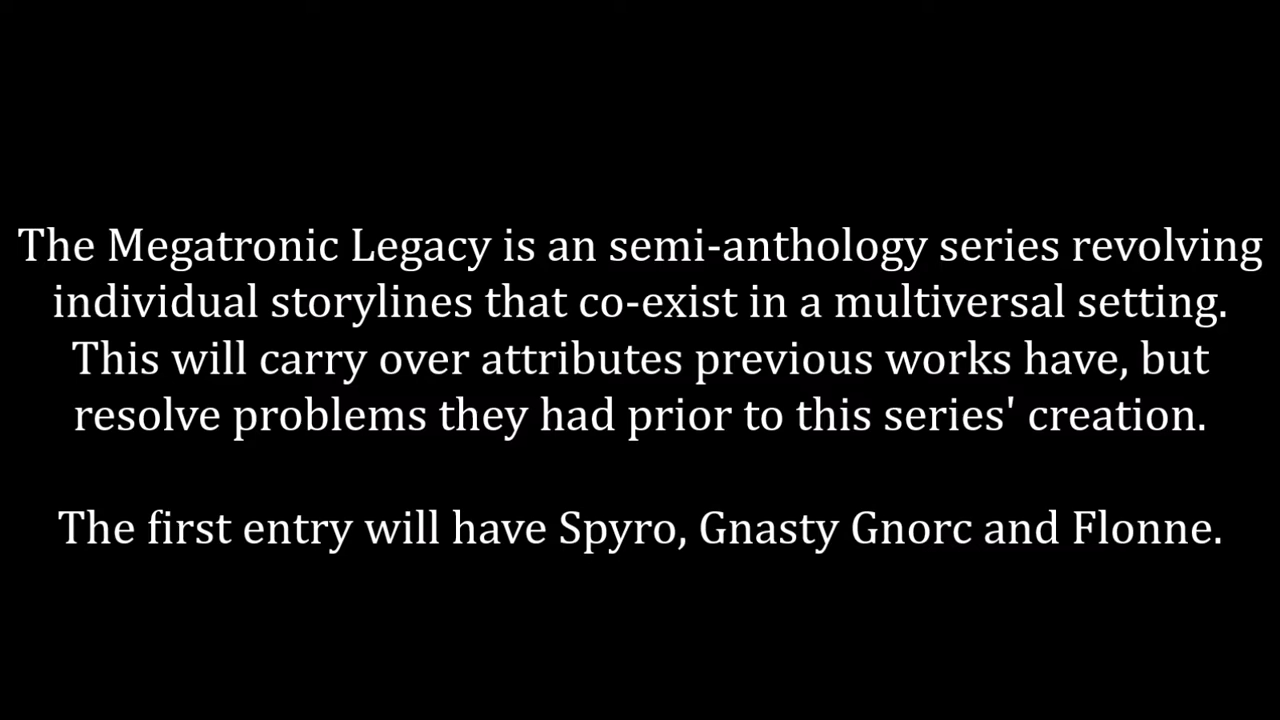 The Megatronic Legacy is an semi-anthology series revolving
individual storylines that co-exist in a multiversal setting.
This will carry over attributes previous works have, but
resolve problems they had prior to this series' creation.
The first entry will have Spyro, Gnasty Gnorc and Flonne.